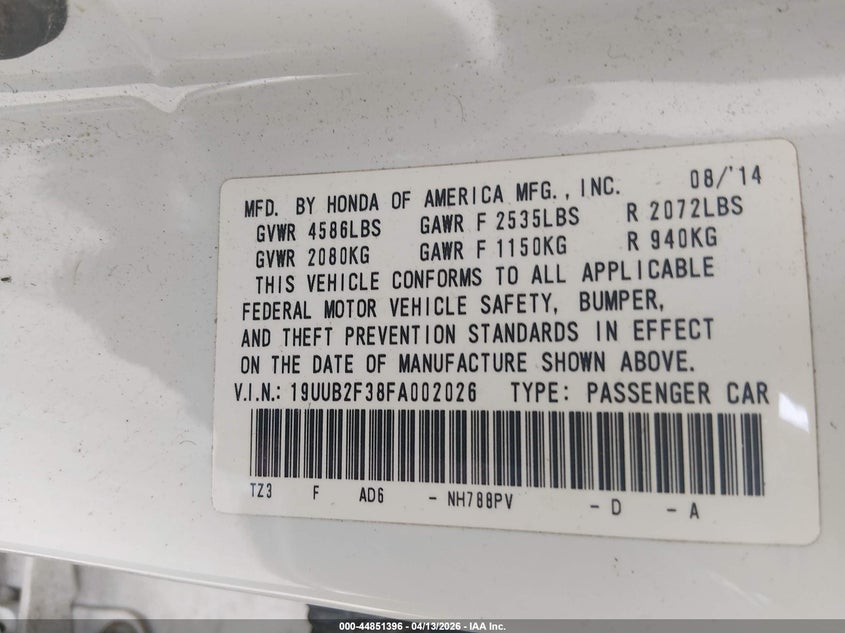 MFD. BY HONDA OF AMERICA MFG., INC. 08/'14
GVWR 4586LBS GAWR F 2535LBS R 2072LBS
GVWR 2080KG GAWR F 1150KG R 940KG
THIS VEHICLE CONFORMS TO ALL APPLICABLE
FEDERAL MOTOR VEHICLE SAFETY, BUMPER,
AND THEFT PREVENTION STANDARDS IN EFFECT
ON THE DATE OF MANUFACTURE SHOWN ABOVE.
V.I.N.: 19UUB2F38FA002026 TYPE: PASSENGER CAR
TZ3 F AD6 - NH788PV - D - A
000-44851396 - 04/13/2026 - IAA Inc.